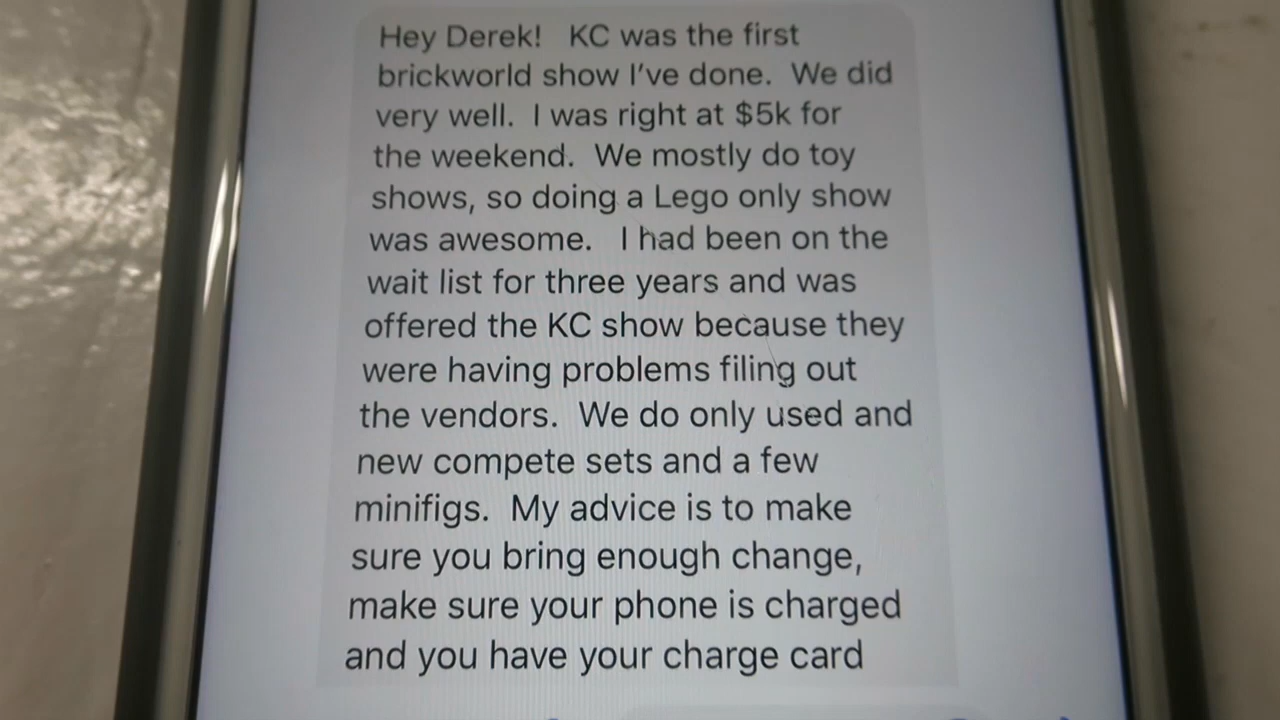 Hey Derek!   KC was the first
brickworld show I’ve done.  We did
very well.  I was right at $5k for
the weekend.  We mostly do toy
shows, so doing a Lego only show
was awesome.   I had been on the
wait list for three years and was
offered the KC show because they
were having problems filing out
the vendors.  We do only used and
new compete sets and a few
minifigs.  My advice is to make
sure you bring enough change,
make sure your phone is charged
and you have your charge card